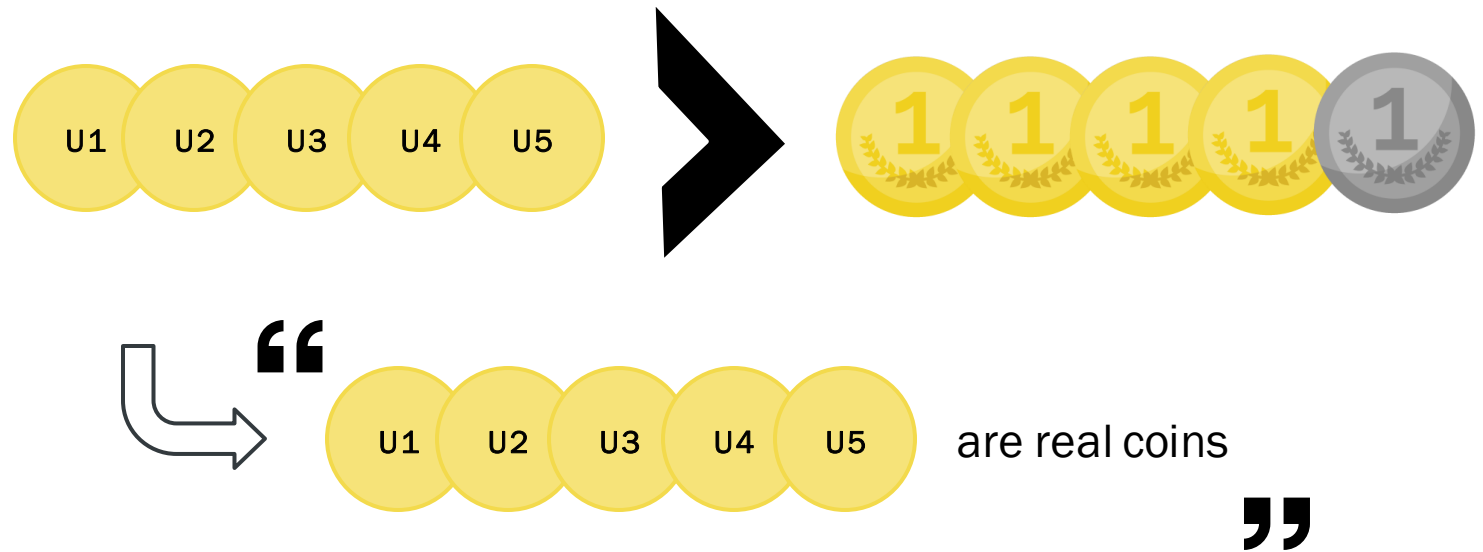 U1 U2 U3 U4 U5 1 1 1 1 1
“ U1 U2 U3 U4 U5 are real coins ”